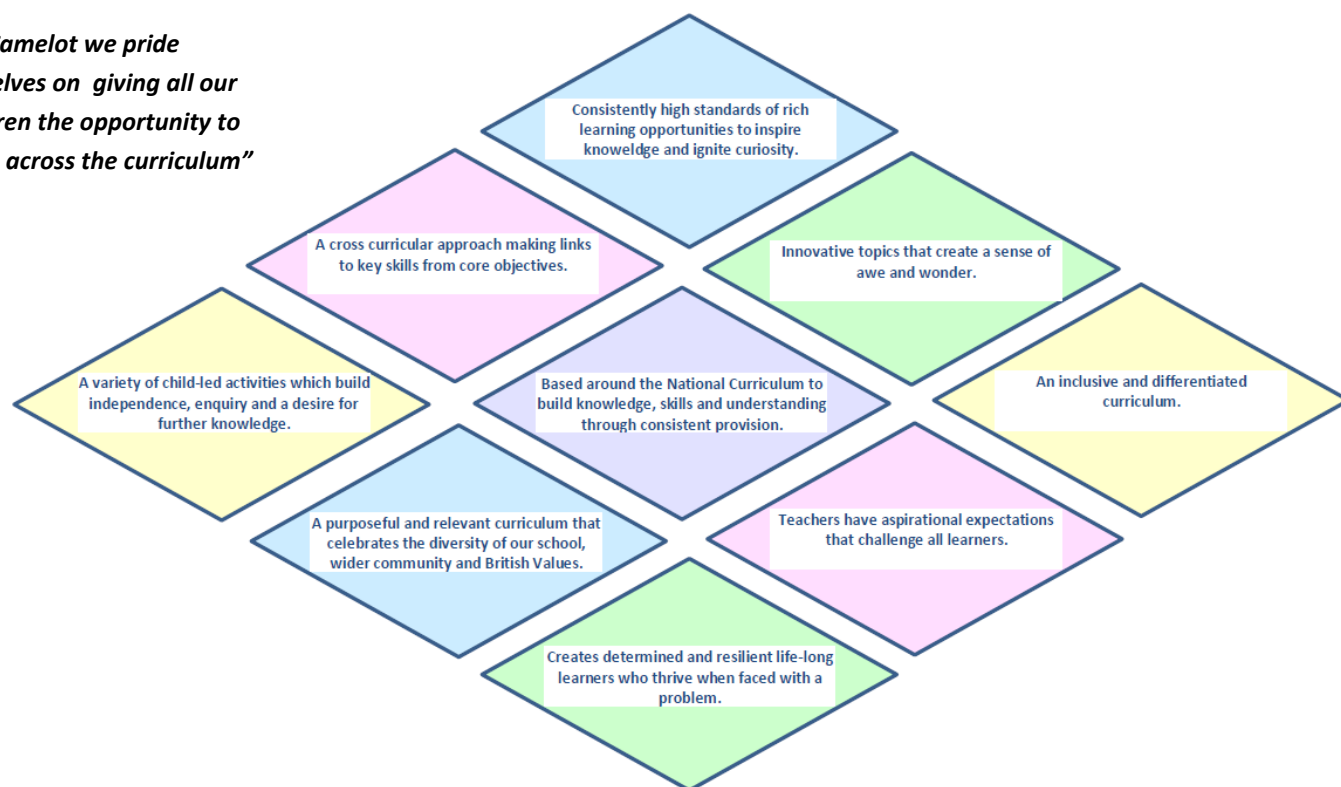 amelot we pride
elves on giving all our
ren the opportunity to
across the curriculum”
Consistently high standards of rich
learning opportunities to inspire
knoweldge and ignite curiosity.
A cross curricular approach making links
to key skills from core objectives.
Innovative topics that create a sense of
awe and wonder.
A variety of child-led activities which build
independence, enquiry and a desire for
further knowledge.
Based around the National Curriculum to
build knowledge, skills and understanding
through consistent provision.
An inclusive and differentiated
curriculum.
A purposeful and relevant curriculum that
celebrates the diversity of our school,
wider community and British Values.
Teachers have aspirational expectations
that challenge all learners.
Creates determined and resilient life-long
learners who thrive when faced with a
problem.